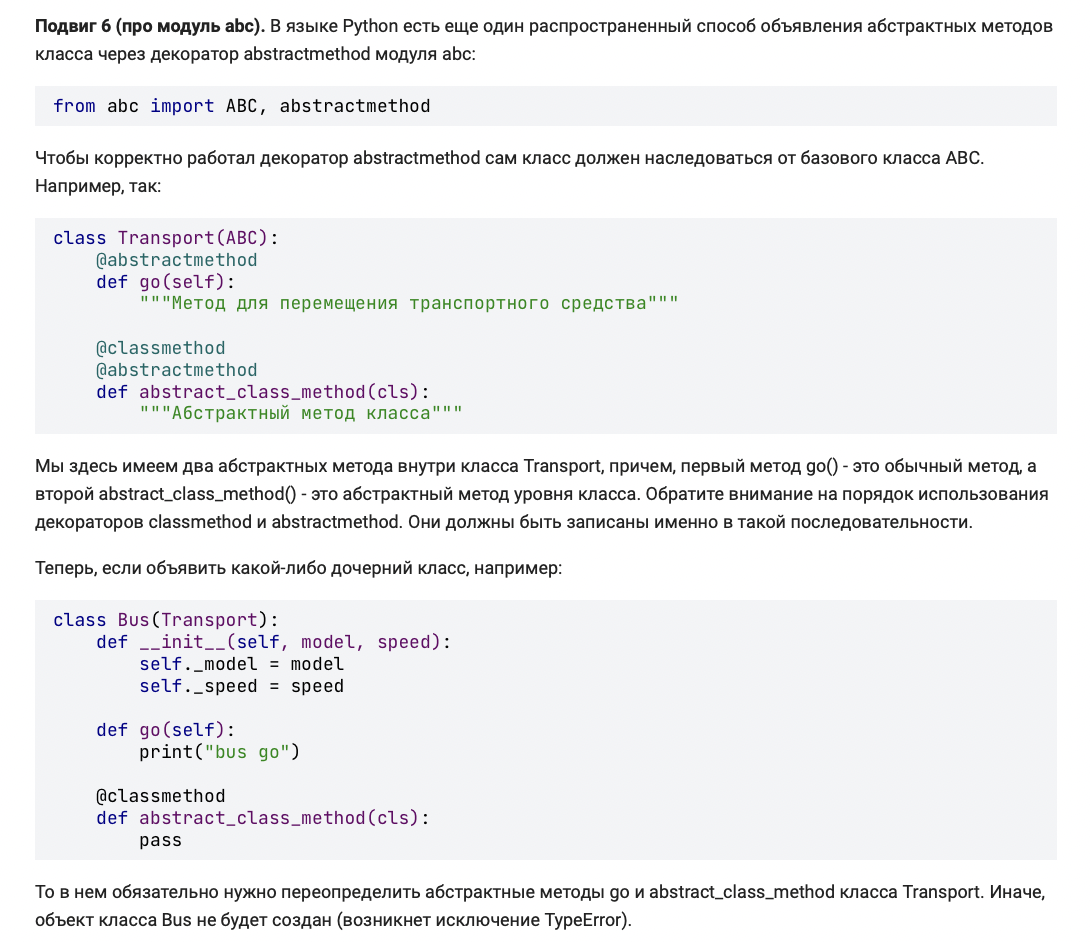 Подвиг 6 (про модуль abc). В языке Python есть еще один распространенный способ объявления абстрактных методов
класса через декоратор abstractmethod модуля abc:
from abc import ABC, abstractmethod
Чтобы корректно работал декоратор abstractmethod сам класс должен наследоваться от базового класса ABC.
Например, так:
class Transport(ABC):
    @abstractmethod
    def go(self):
        """Метод для перемещения транспортного средства"""

    @classmethod
    @abstractmethod
    def abstract_class_method(cls):
        """Абстрактный метод класса"""
Мы здесь имеем два абстрактных метода внутри класса Transport, причем, первый метод go() - это обычный метод, а
второй abstract_class_method() - это абстрактный метод уровня класса. Обратите внимание на порядок использования
декораторов classmethod и abstractmethod. Они должны быть записаны именно в такой последовательности.
Теперь, если объявить какой-либо дочерний класс, например:
class Bus(Transport):
    def __init__(self, model, speed):
        self._model = model
        self._speed = speed

    def go(self):
        print("bus go")

    @classmethod
    def abstract_class_method(cls):
        pass
То в нем обязательно нужно переопределить абстрактные методы go и abstract_class_method класса Transport. Иначе,
объект класса Bus не будет создан (возникнет исключение TypeError).